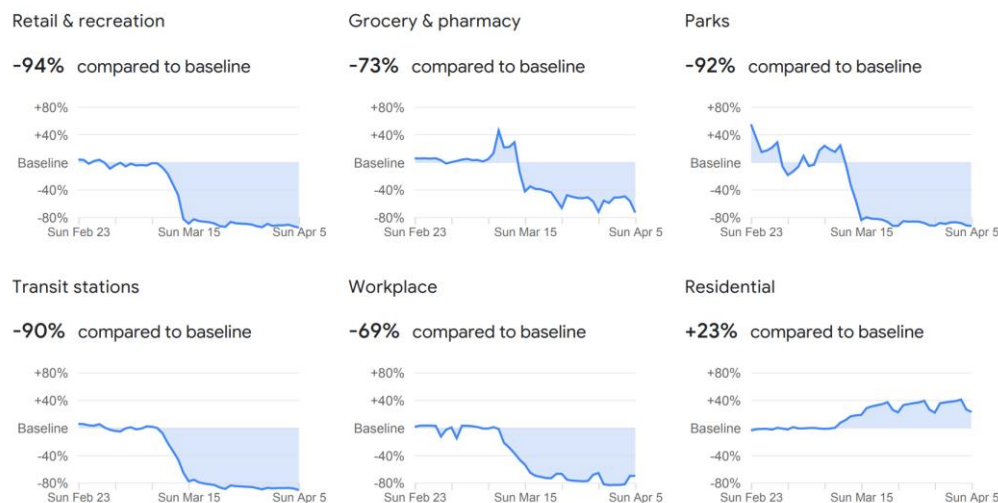 Retail & recreation
-94% compared to baseline
+80%
+40%
Baseline
-40%
-80%
Sun Feb 23 Sun Mar 15 Sun Apr 5
Grocery & pharmacy
-73% compared to baseline
+80%
+40%
Baseline
-40%
-80%
Sun Feb 23 Sun Mar 15 Sun Apr 5
Parks
-92% compared to baseline
+80%
+40%
Baseline
-40%
-80%
Sun Feb 23 Sun Mar 15 Sun Apr 5
Transit stations
-90% compared to baseline
+80%
+40%
Baseline
-40%
-80%
Sun Feb 23 Sun Mar 15 Sun Apr 5
Workplace
-69% compared to baseline
+80%
+40%
Baseline
-40%
-80%
Sun Feb 23 Sun Mar 15 Sun Apr 5
Residential
+23% compared to baseline
+80%
+40%
Baseline
-40%
-80%
Sun Feb 23 Sun Mar 15 Sun Apr 5